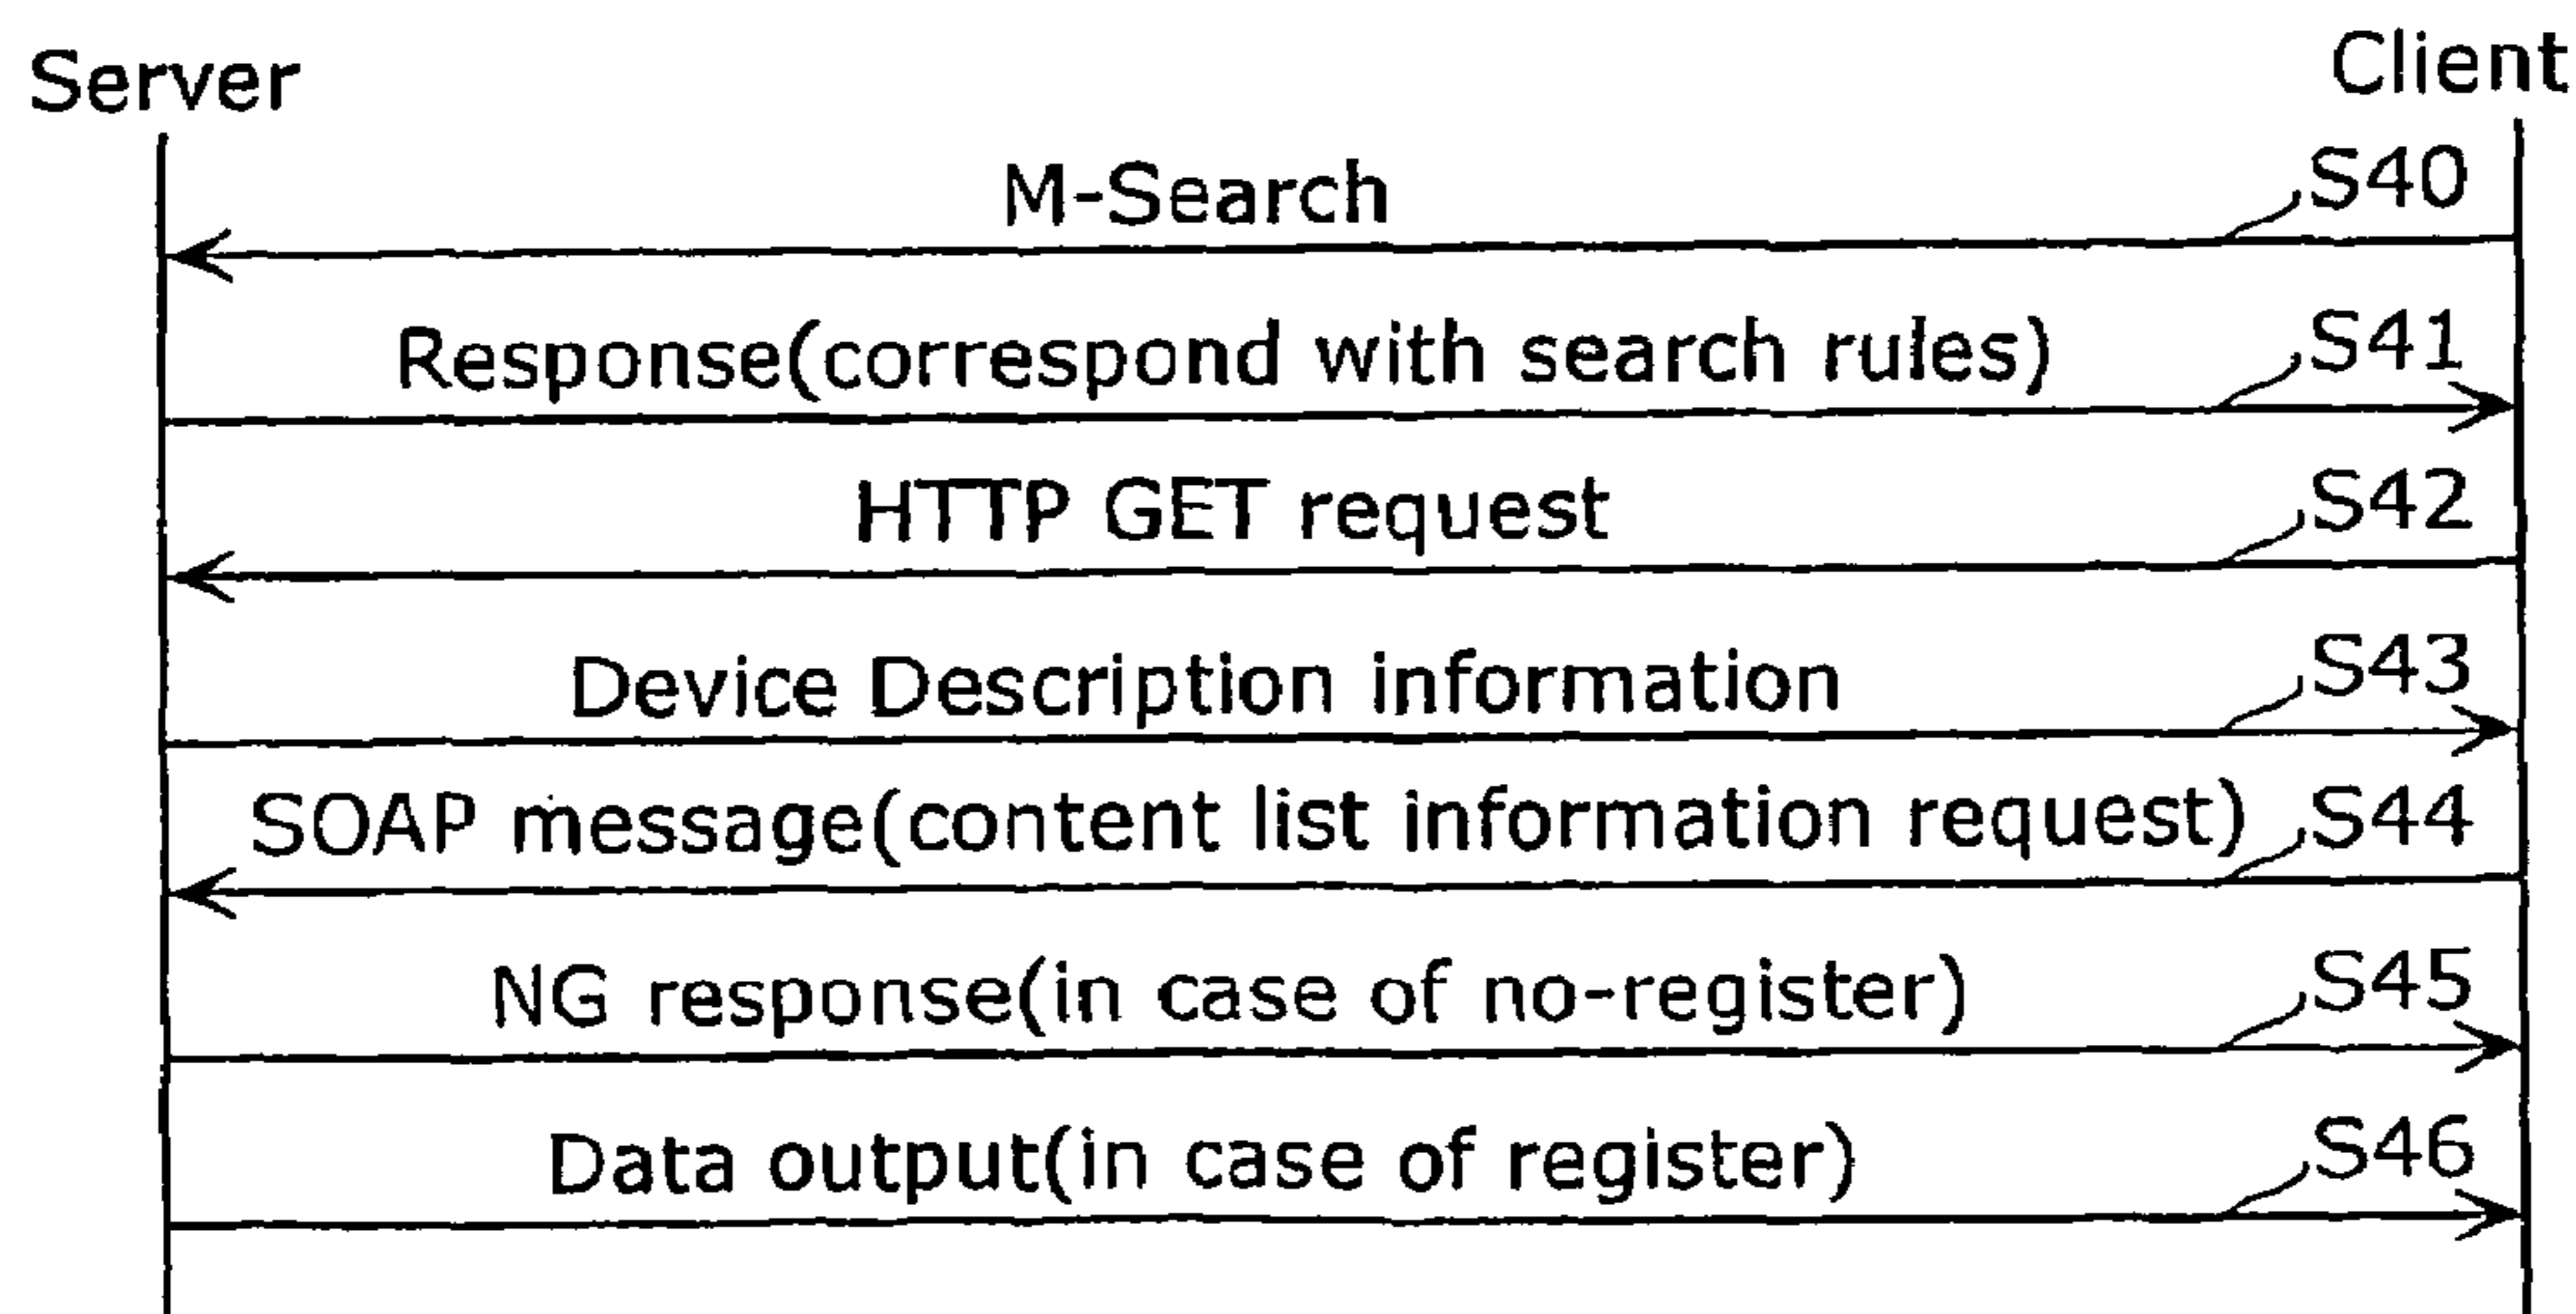 Server
Client
M-Search
S40
Response(correspond with search rules)
S41
HTTP GET request
S42
Device Description information
S43
SOAP message(content list information request)
S44
NG response(in case of no-register)
S45
Data output(in case of register)
S46